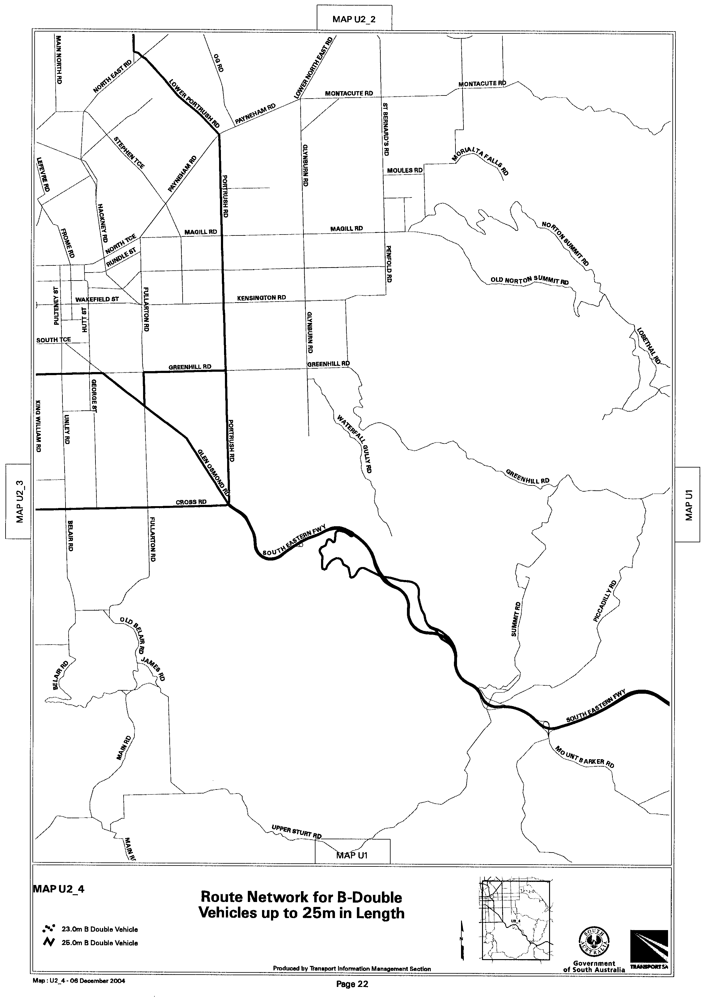 MAP U2_2
MAIN NORTH RD
NORTH EAST RD
OG RD
LOWER NORTH EAST RD
LOWER PORTRUSH RD
MONTACUTE RD
MONTACUTE RD
PAYNEHAM RD
ST BERNARD'S RD
STEPHEN TCE
LEFEVRE RD
PAYNEHAM RD
GLYNBURN RD
MORIALTA FALLS RD
MOULES RD
PORTRUSH RD
HACKNEY RD
FROME RD
MAGILL RD
MAGILL RD
NORTON SUMMIT RD
NORTH TCE
RUNDLE ST
PENFOLD RD
OLD NORTON SUMMIT RD
PULTENEY ST
WAKEFIELD ST
HUTT ST
FULLARTON RD
KENSINGTON RD
GLYNBURN RD
LOBETHAL RD
SOUTH TCE
GREENHILL RD
GREENHILL RD
GEORGE ST
KING WILLIAM RD
UNLEY RD
PORTRUSH RD
WATERFALL GULLY RD
GLEN OSMOND RD
GREENHILL RD
MAP U2_3
MAP U1
CROSS RD
BELAIR RD
FULLARTON RD
SOUTH EASTERN FWY
SUMMIT RD
PICCADILLY RD
OLD BELAIR RD
JAMES RD
BELAIR RD
SOUTH EASTERN FWY
MAIN RD
MOUNT BARKER RD
UPPER STURT RD
MAIN RD
MAP U1
MAP U2_4
Route Network for B-Double
Vehicles up to 25m in Length
23.0m B Double Vehicle
25.0m B Double Vehicle
N
U2_4
SOUTH
AUSTRALIA
Government
of South Australia
TRANSPORT SA
Produced by Transport Information Management Section
Map : U2_4 - 06 December 2004
Page 22